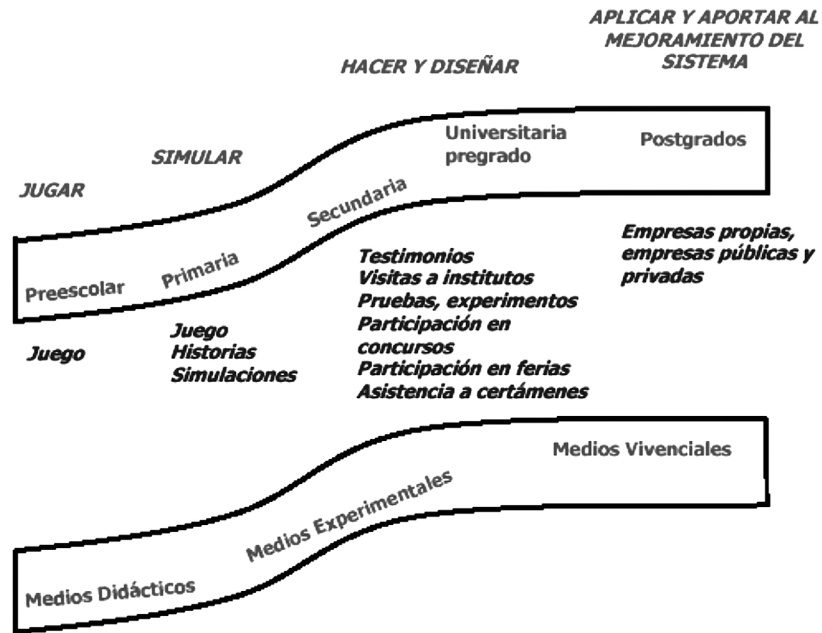 APLICAR Y APORTAR AL
MEJORAMIENTO DEL
SISTEMA
HACER Y DISEÑAR
SIMULAR
JUGAR
Universitaria
pregrado
Postgrados
Secundaria
Primaria
Preescolar
Juego
Juego
Historias
Simulaciones
Testimonios
Visitas a institutos
Pruebas, experimentos
Participación en
concursos
Participación en ferias
Asistencia a certámenes
Empresas propias,
empresas públicas y
privadas
Medios Vivenciales
Medios Experimentales
Medios Didácticos